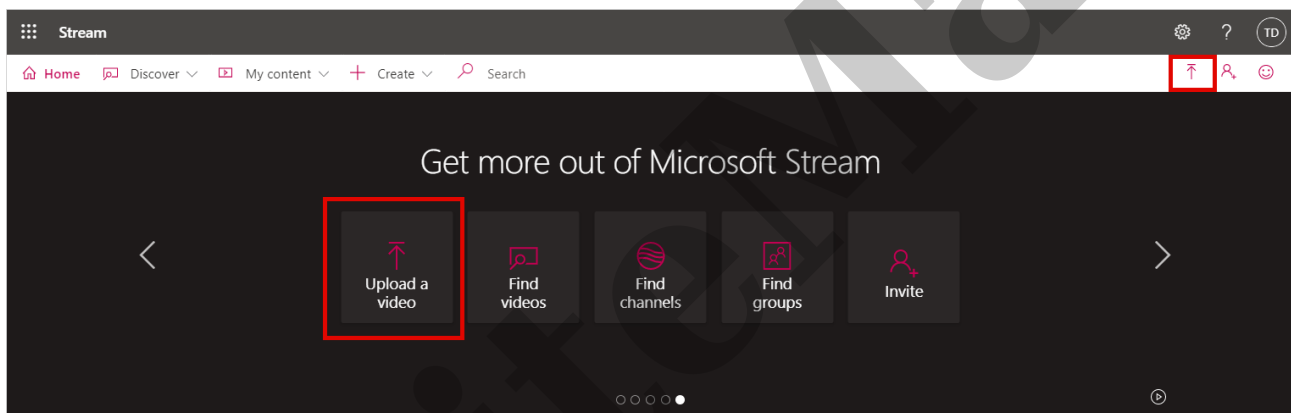 Stream
? TD
Home Discover My content Create Search
Get more out of Microsoft Stream
Upload a video
Find videos
Find channels
Find groups
Invite